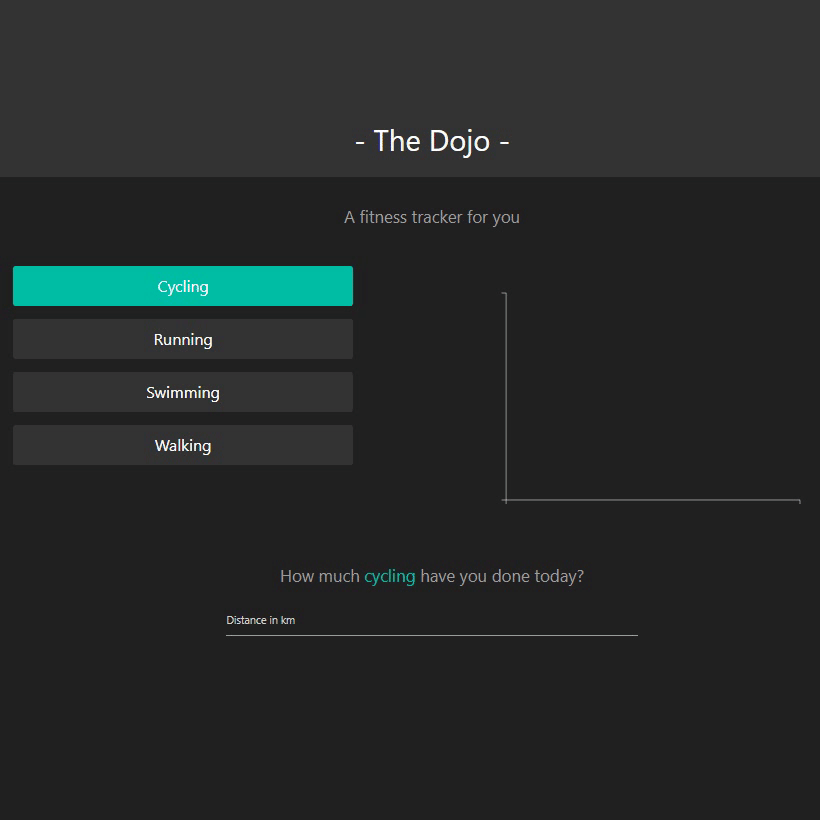 - The Dojo -
A fitness tracker for you
Cycling
Running
Swimming
Walking
How much cycling have you done today?
Distance in km